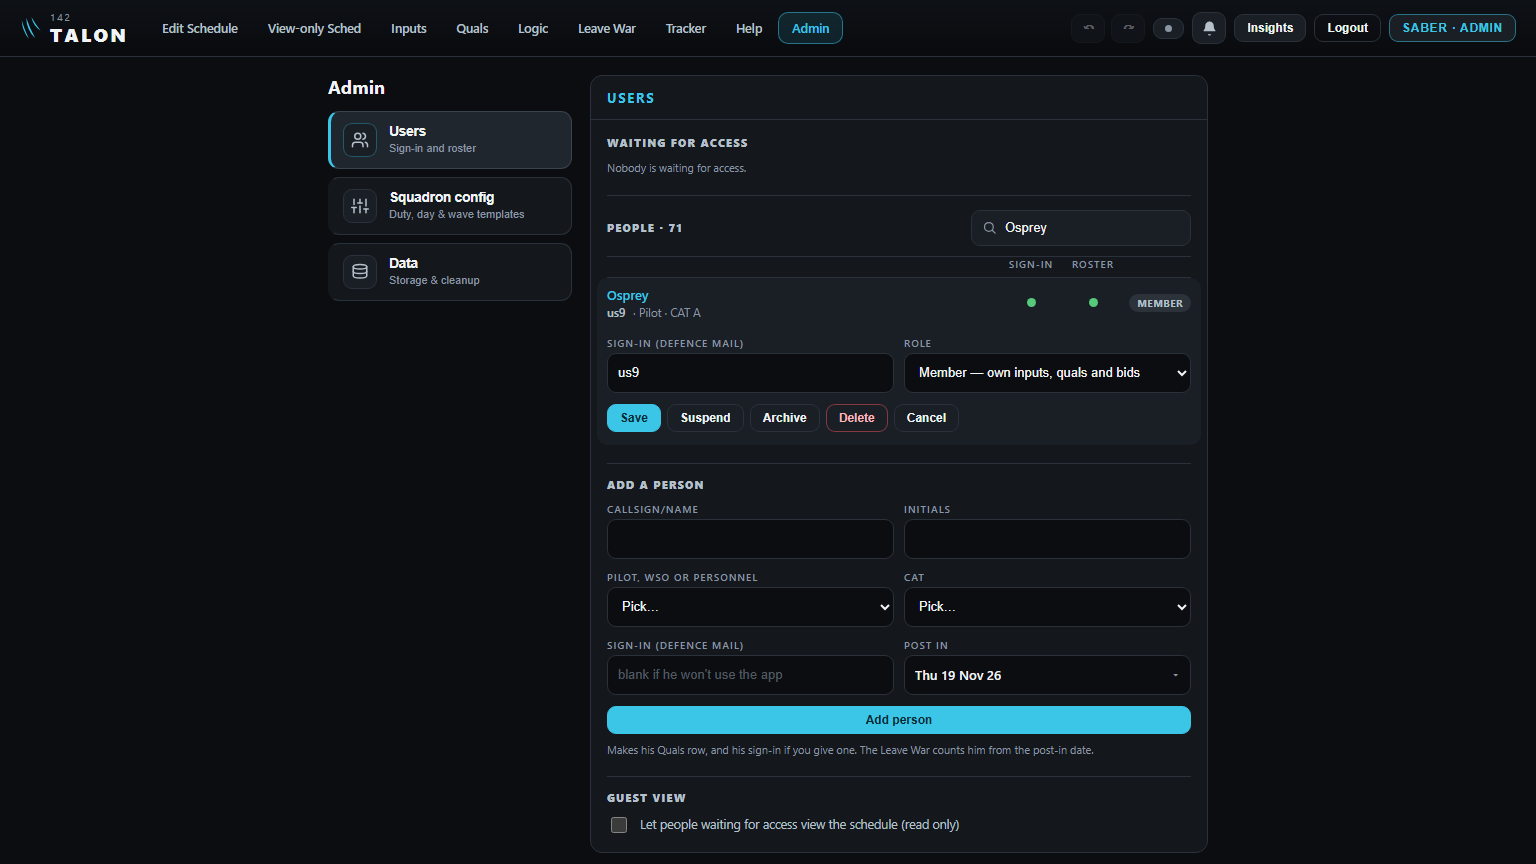 142
TALON
Edit Schedule
View-only Sched
Inputs
Quals
Logic
Leave War
Tracker
Help
Admin
Insights
Logout
SABER · ADMIN
Admin
Users
Sign-in and roster
Squadron config
Duty, day & wave templates
Data
Storage & cleanup
USERS
WAITING FOR ACCESS
Nobody is waiting for access.
PEOPLE · 71
Osprey
SIGN-IN
ROSTER
Osprey
us9 · Pilot · CAT A
MEMBER
SIGN-IN (DEFENCE MAIL)
ROLE
us9
Member — own inputs, quals and bids
Save
Suspend
Archive
Delete
Cancel
ADD A PERSON
CALLSIGN/NAME
INITIALS
PILOT, WSO OR PERSONNEL
CAT
Pick...
Pick...
SIGN-IN (DEFENCE MAIL)
POST IN
blank if he won't use the app
Thu 19 Nov 26
Add person
Makes his Quals row, and his sign-in if you give one. The Leave War counts him from the post-in date.
GUEST VIEW
Let people waiting for access view the schedule (read only)